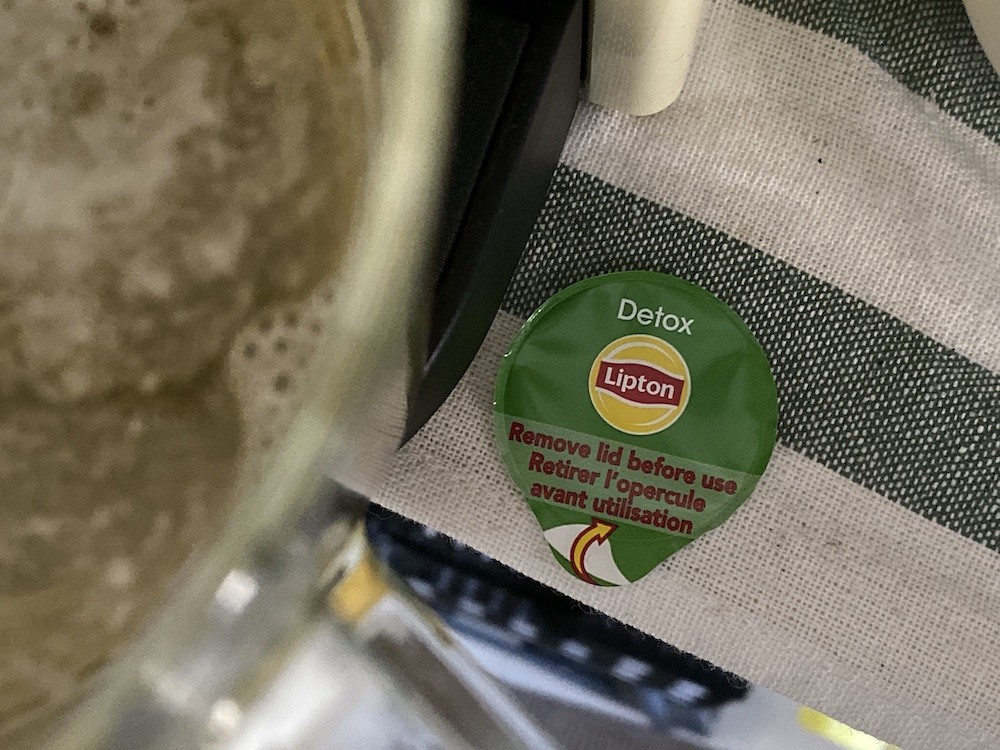 Detox
Lipton
Remove lid before use
Retirer l'opercule
avant utilisation